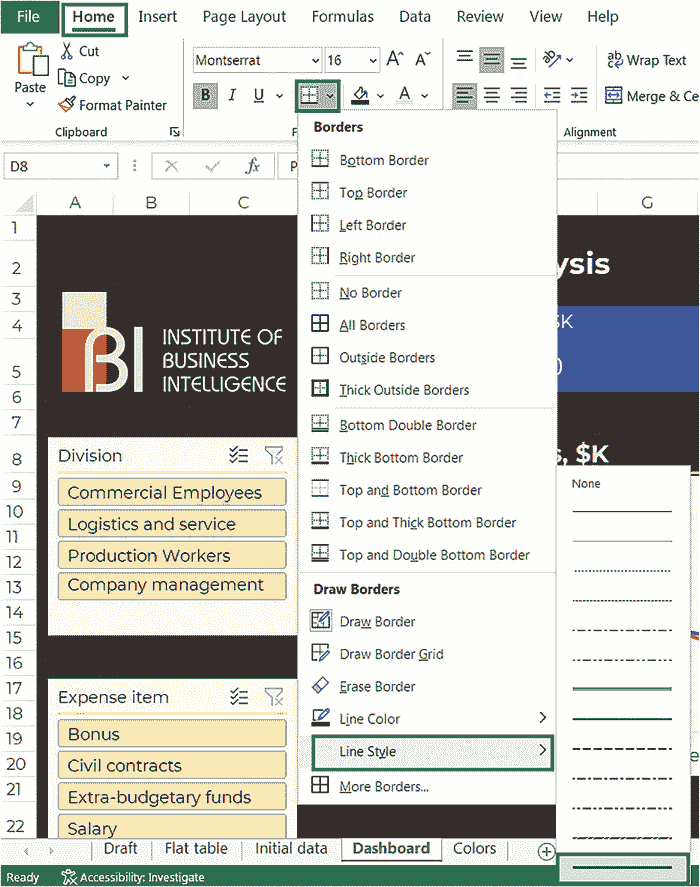 File Home Insert Page Layout Formulas Data Review View Help
Cut
Copy
Format Painter
Paste
Clipboard
Montserrat 16 A A
B I U A
F
ab c Wrap Text
Merge & Ce
Alignment
D8 fx P
A B C G
1
2
3
4
5
6
7
8
9
10
11
12
13
14
15
16
17
18
19
20
21
22
BI INSTITUTE OF
BUSINESS
INTELLIGENCE
ysis
$K
)
s, $K
Division
Commercial Employees
Logistics and service
Production Workers
Company management
Expense item
Bonus
Civil contracts
Extra-budgetary funds
Salary
Borders
Bottom Border
Top Border
Left Border
Right Border
No Border
All Borders
Outside Borders
Thick Outside Borders
Bottom Double Border
Thick Bottom Border
Top and Bottom Border
Top and Thick Bottom Border
Top and Double Bottom Border
Draw Borders
Draw Border
Draw Border Grid
Erase Border
Line Color
Line Style
More Borders...
None
Draft Flat table Initial data Dashboard Colors
Ready Accessibility: Investigate